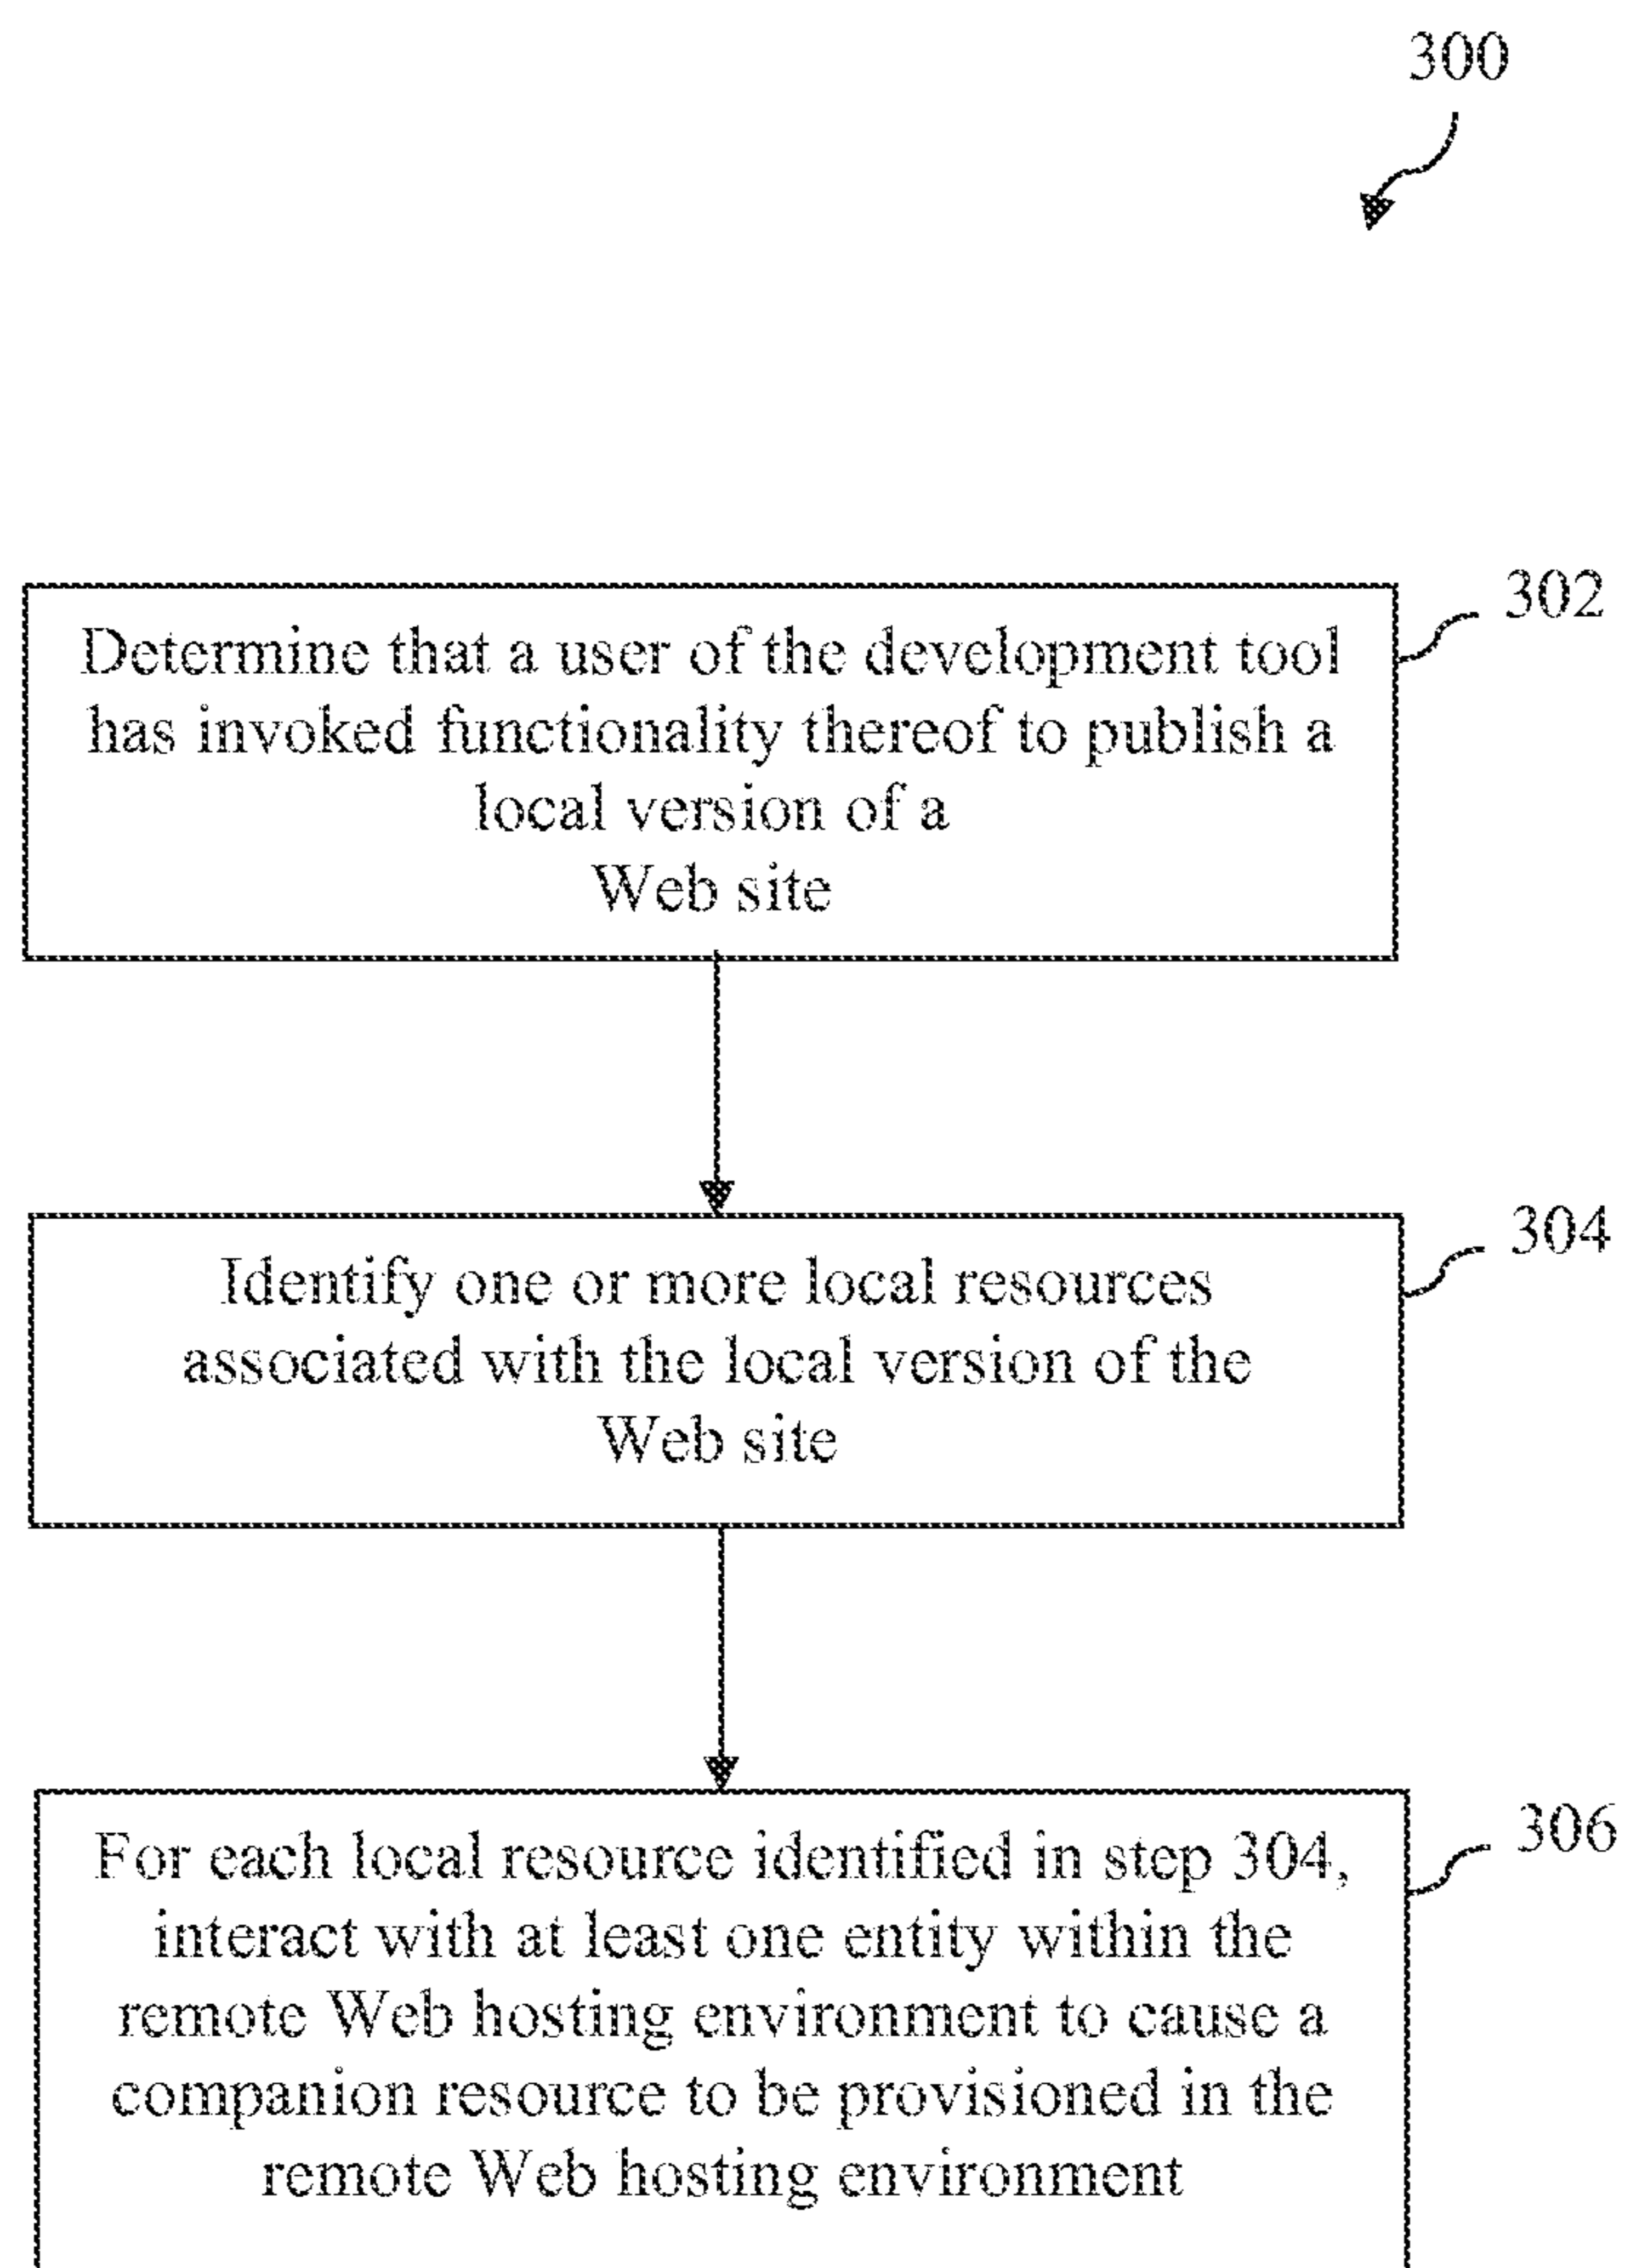 300
302
Determine that a user of the development tool
has invoked functionality thereof to publish a
local version of a
Web site
304
Identify one or more local resources
associated with the local version of the
Web site
306
For each local resource identified in step 304,
interact with at least one entity within the
remote Web hosting environment to cause a
companion resource to be provisioned in the
remote Web hosting environment